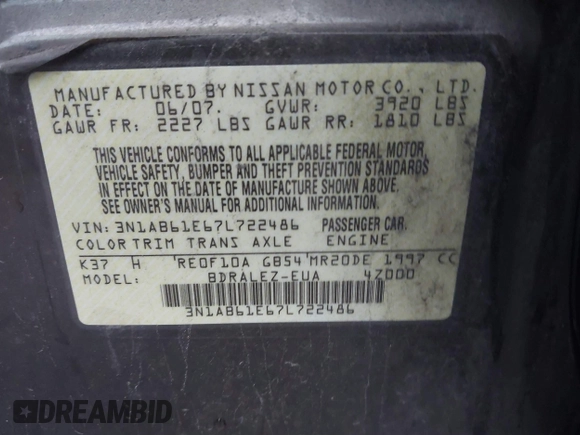 MANUFACTURED BY NISSAN MOTOR CO., LTD.
DATE: 06/07. GVWR: 3920 LBS
GAWR FR: 2227 LBS GAWR RR: 1810 LBS
THIS VEHICLE CONFORMS TO ALL APPLICABLE FEDERAL MOTOR
VEHICLE SAFETY, BUMPER AND THEFT PREVENTION STANDARDS
IN EFFECT ON THE DATE OF MANUFACTURE SHOWN ABOVE.
SEE OWNER'S MANUAL FOR ADDITIONAL INFORMATION.
VIN: 3N1AB61E67L722486 PASSENGER CAR
COLOR TRIM TRANS AXLE ENGINE
K37 H RE0F10A GB54 MR20DE 1997 CC
MODEL: BDRALEZ-EUA 4Z000
3N1AB61E67L722486
DREAMBID